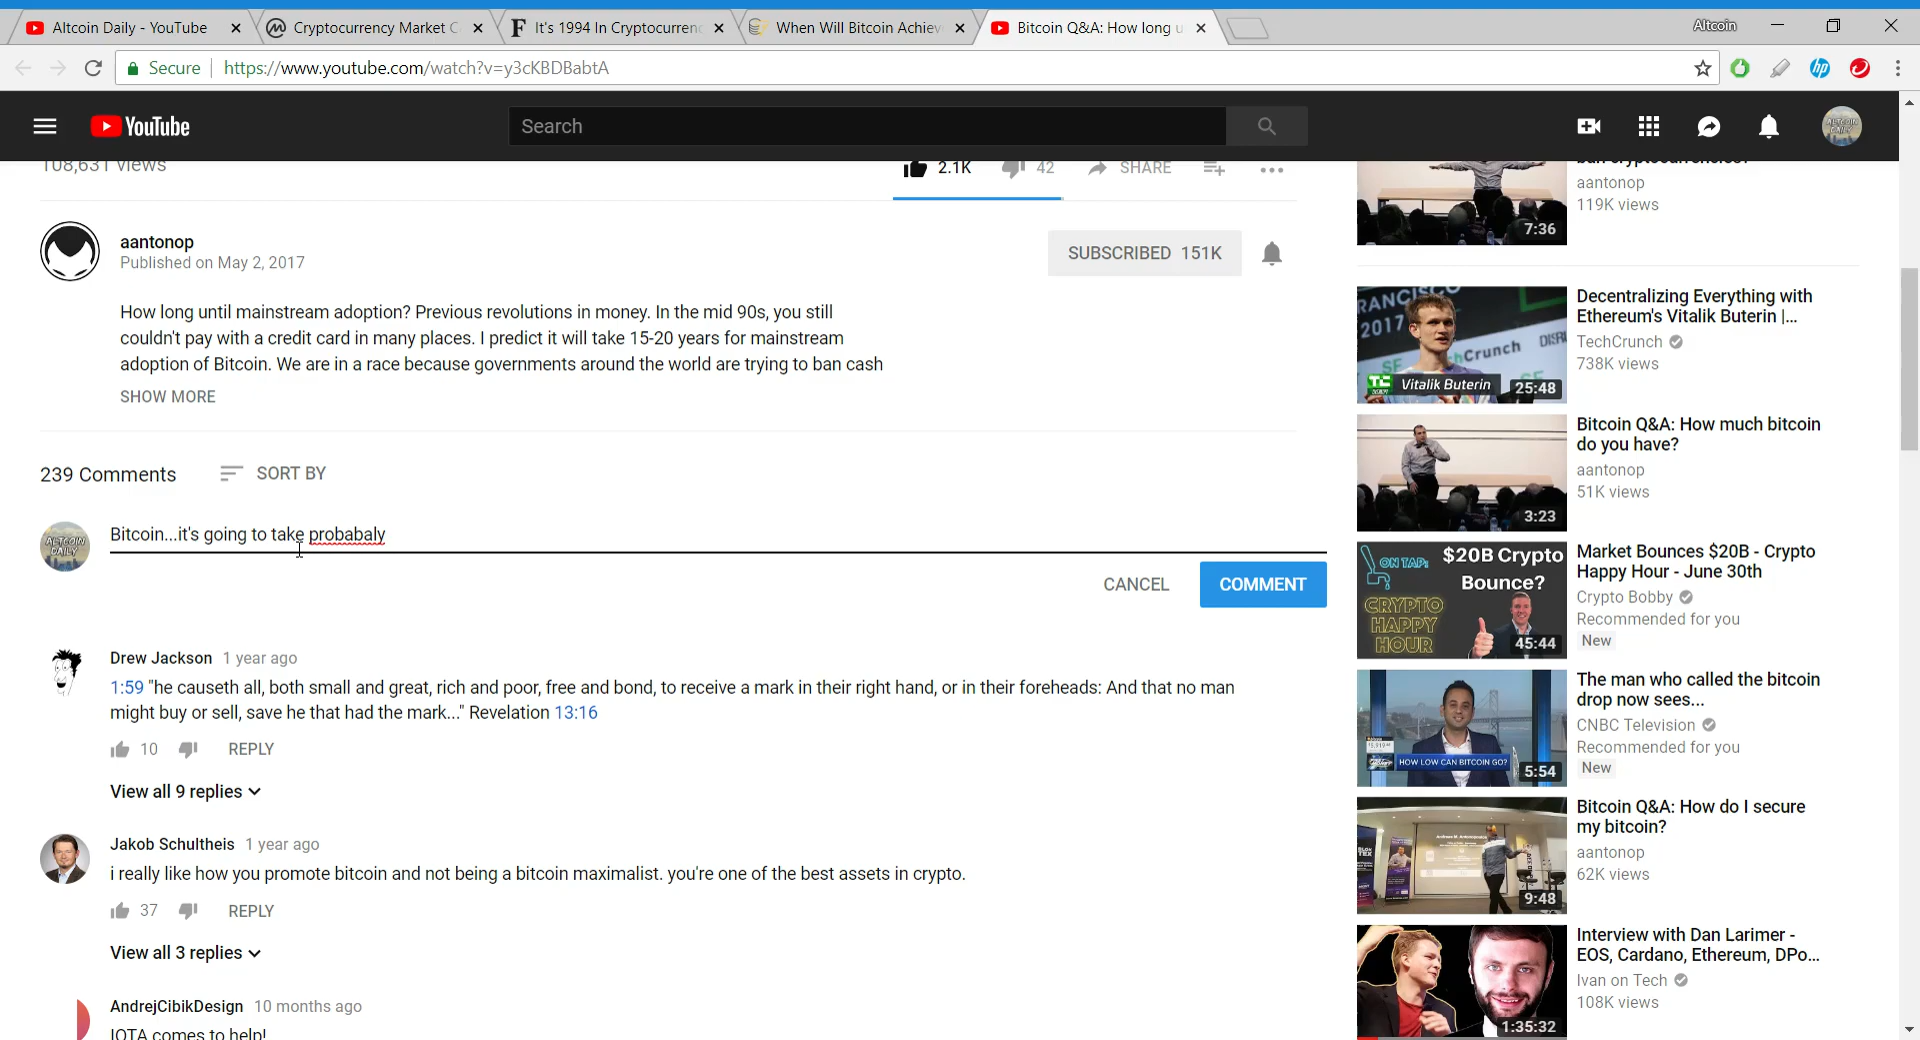 Altcoin Daily - YouTube
Cryptocurrency Market C
It's 1994 In Cryptocurrenc
When Will Bitcoin Achiev
Bitcoin Q&A: How long u
Altcoin
Secure
https://www.youtube.com/watch?v=y3cKBDBabtA
YouTube
Search
108,631 views
2.1K
42
SHARE
aantonop
Published on May 2, 2017
SUBSCRIBED 151K
How long until mainstream adoption? Previous revolutions in money. In the mid 90s, you still
couldn't pay with a credit card in many places. I predict it will take 15-20 years for mainstream
adoption of Bitcoin. We are in a race because governments around the world are trying to ban cash
SHOW MORE
239 Comments
SORT BY
ALTCOIN
DAILY
Bitcoin...it's going to take probabaly
CANCEL
COMMENT
Drew Jackson 1 year ago
1:59 "he causeth all, both small and great, rich and poor, free and bond, to receive a mark in their right hand, or in their foreheads: And that no man
might buy or sell, save he that had the mark..." Revelation 13:16
10
REPLY
View all 9 replies
Jakob Schultheis 1 year ago
i really like how you promote bitcoin and not being a bitcoin maximalist. you're one of the best assets in crypto.
37
REPLY
View all 3 replies
AndrejCibikDesign 10 months ago
IOTA comes to help!
ban cryptocurrencies?
aantonop
119K views
7:36
Decentralizing Everything with
Ethereum's Vitalik Buterin |...
TechCrunch
738K views
Vitalik Buterin
25:48
Bitcoin Q&A: How much bitcoin
do you have?
aantonop
51K views
3:23
Market Bounces $20B - Crypto
Happy Hour - June 30th
Crypto Bobby
Recommended for you
New
ON TAP:
$20B Crypto
Bounce?
CRYPTO
HAPPY
HOUR
45:44
The man who called the bitcoin
drop now sees...
CNBC Television
Recommended for you
New
HOW LOW CAN BITCOIN GO?
5:54
Bitcoin Q&A: How do I secure
my bitcoin?
aantonop
62K views
9:48
Interview with Dan Larimer -
EOS, Cardano, Ethereum, DPo...
Ivan on Tech
108K views
1:35:32